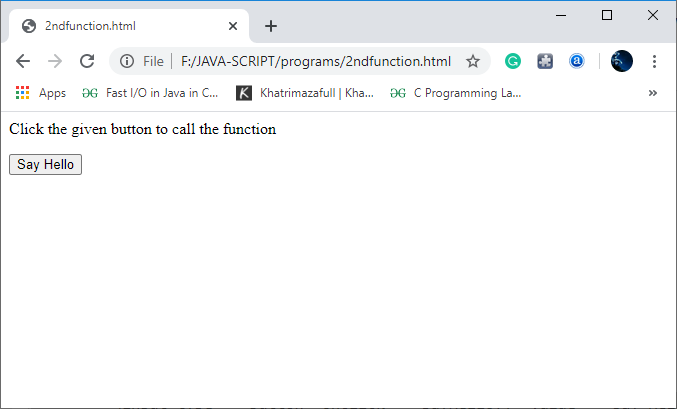 2ndfunction.html
File | F:/JAVA-SCRIPT/programs/2ndfunction.html
Apps Fast I/O in Java in C... Khatrimazafull | Kha... C Programming La... »
Click the given button to call the function
Say Hello